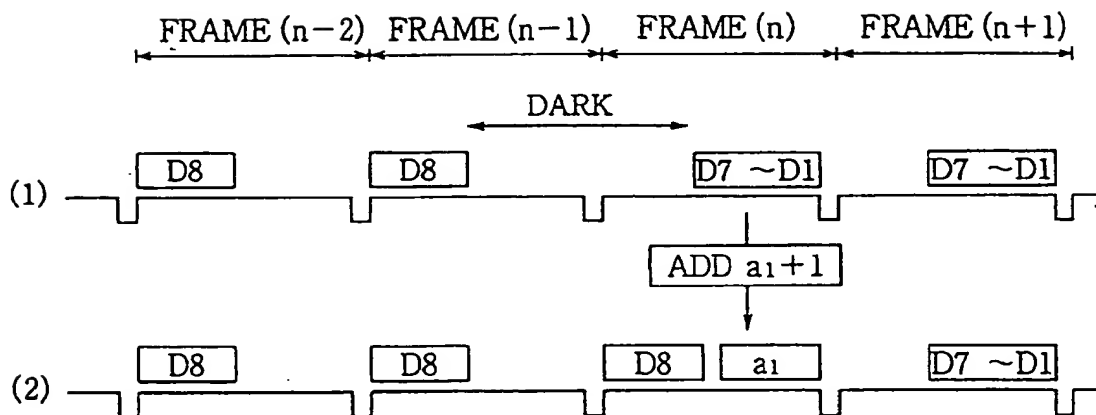 FRAME (n−2) FRAME (n−1) FRAME (n) FRAME (n+1)
DARK
(1) D8 D8 D7 ~D1 D7 ~D1
ADD a1+1
(2) D8 D8 D8 a1 D7 ~D1